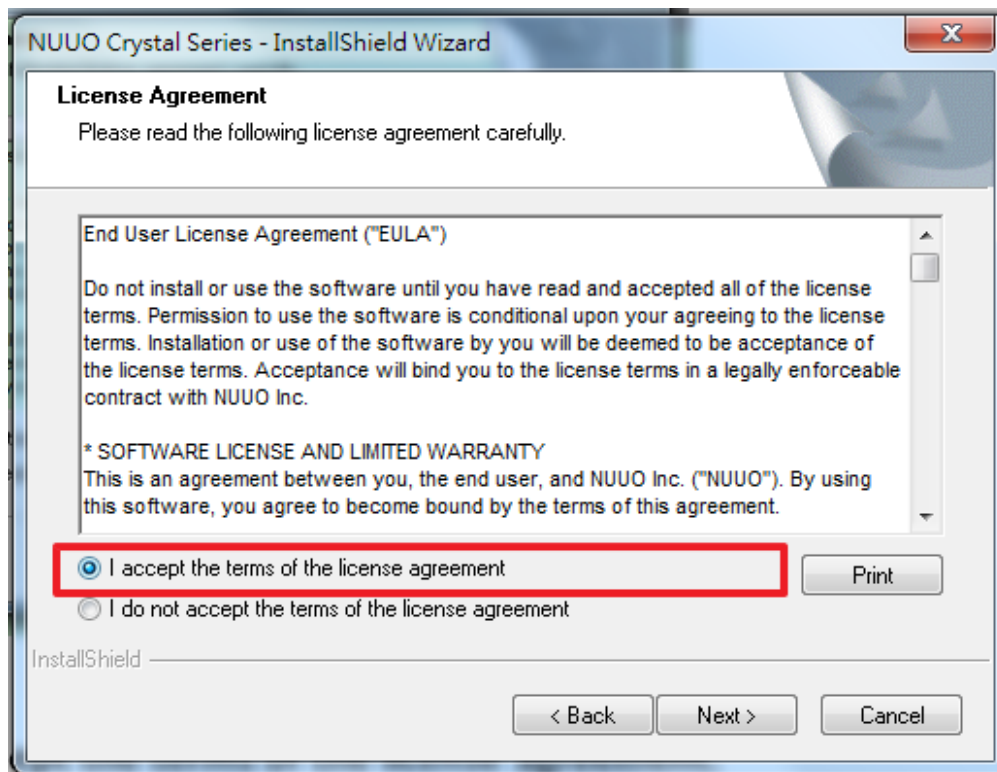 NUUO Crystal Series - InstallShield Wizard
License Agreement
Please read the following license agreement carefully.
End User License Agreement ("EULA")
Do not install or use the software until you have read and accepted all of the license
terms. Permission to use the software is conditional upon your agreeing to the license
terms. Installation or use of the software by you will be deemed to be acceptance of
the license terms. Acceptance will bind you to the license terms in a legally enforceable
contract with NUUO Inc.
* SOFTWARE LICENSE AND LIMITED WARRANTY
This is an agreement between you, the end user, and NUUO Inc. ("NUUO"). By using
this software, you agree to become bound by the terms of this agreement.
I accept the terms of the license agreement
Print
I do not accept the terms of the license agreement
InstallShield
< Back
Next >
Cancel